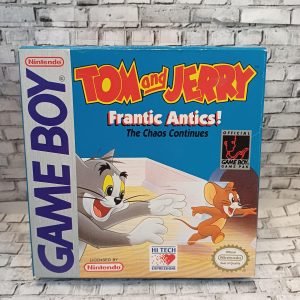 Nintendo
GAME BOY
TOM and JERRY
Frantic Antics!
The Chaos Continues
OFFICIAL
GAME BOY
GAME PAK
LICENSED BY
Nintendo
HI TECH
EXPRESSIONS
Nintendo